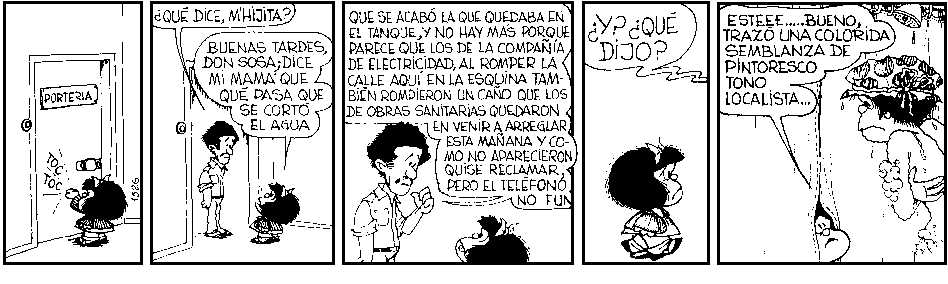 PORTERIA
TOC
TOC
1926
¿QUÉ DICE, M'HIJITA?
BUENAS TARDES,
DON SOSA; DICE
MI MAMÁ QUE
QUÉ PASA QUE
SE CORTÓ
EL AGUA
QUE SE ACABÓ LA QUE QUEDABA EN
EL TANQUE, Y NO HAY MÁS PORQUE
PARECE QUE LOS DE LA COMPAÑÍA
DE ELECTRICIDAD, AL ROMPER LA
CALLE AQUÍ EN LA ESQUINA TAM-
BIÉN ROMPIERON UN CAÑO QUE LOS
DE OBRAS SANITARIAS QUEDARON
EN VENIR A ARREGLAR
ESTA MAÑANA Y CO-
MO NO APARECIERON
QUISE RECLAMAR,
PERO EL TELÉFONO
NO FUN
¿Y? ¿QUÉ
DIJO?
ESTEEE.....BUENO,
TRAZÓ UNA COLORIDA
SEMBLANZA DE
PINTORESCO
TONO
LOCALISTA...